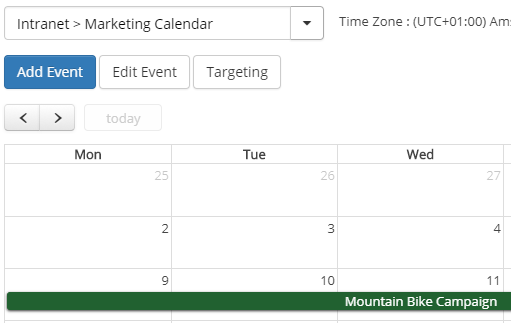 Intranet > Marketing Calendar
Time Zone : (UTC+01:00)
Add Event Edit Event Targeting
< > today
Mon Tue Wed
25 26 27
2 3 4
9 10 11
Mountain Bike Campaign